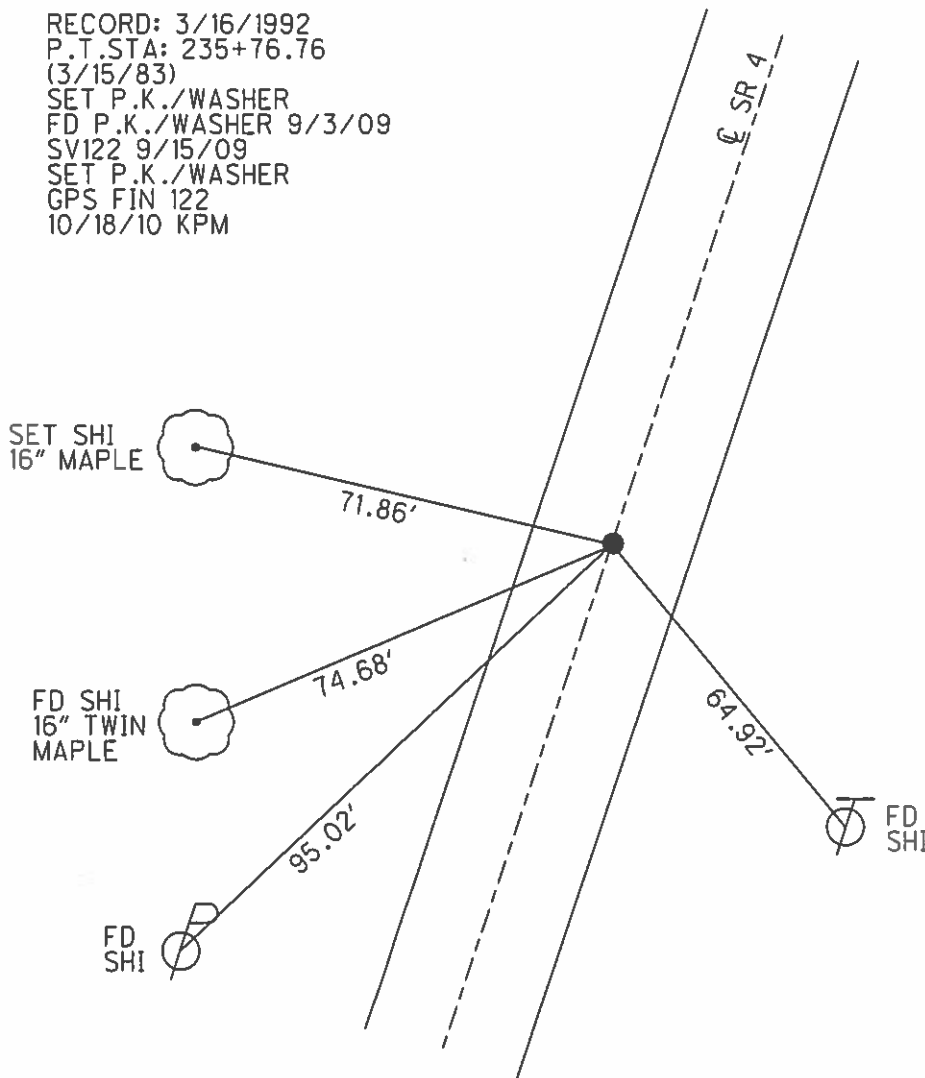 RECORD: 3/16/1992
P.T.STA: 235+76.76
(3/15/83)
SET P.K./WASHER
FD P.K./WASHER 9/3/09
SV122 9/15/09
SET P.K./WASHER
GPS FIN 122
10/18/10 KPM
℄ SR 4
SET SHI
16" MAPLE
71.86'
FD SHI
16" TWIN
MAPLE
74.68'
95.02'
64.92'
FD
SHI
P
FD
SHI
T